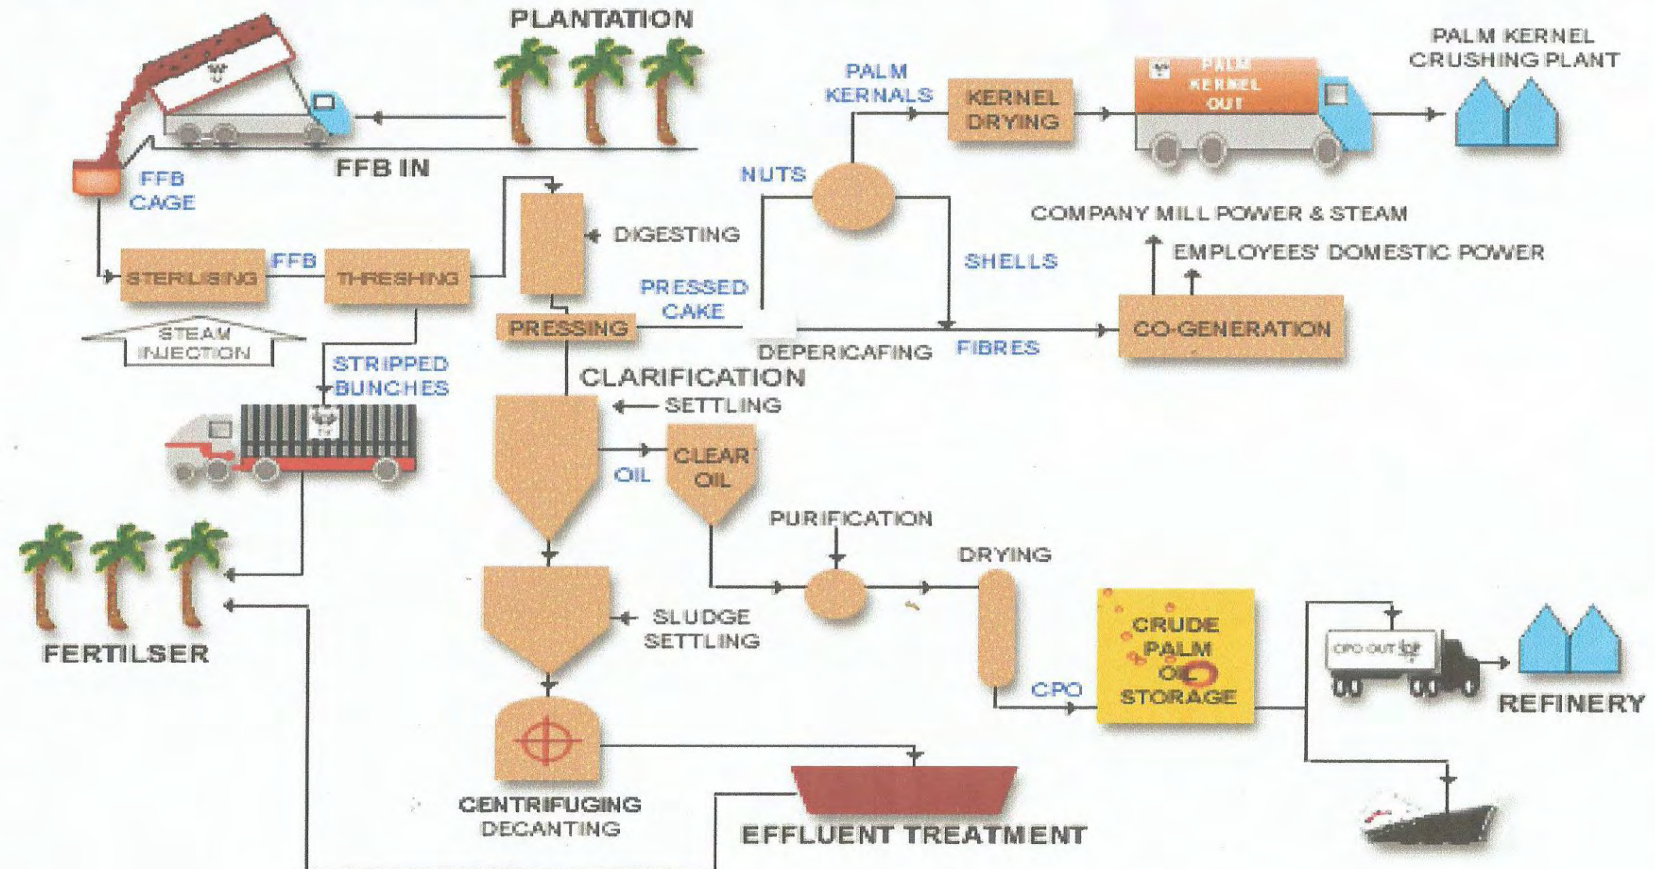 PLANTATION
FFB IN
FFB
CAGE
STERILISING
FFB
THRESHING
STEAM
INJECTION
STRIPPED
BUNCHES
FERTILSER
DIGESTING
PRESSING
PRESSED
CAKE
NUTS
PALM
KERNALS
KERNEL
DRYING
PALM
KERNEL
OUT
PALM KERNEL
CRUSHING PLANT
SHELLS
COMPANY MILL POWER & STEAM
EMPLOYEES' DOMESTIC POWER
CO-GENERATION
DEPERICAFING
FIBRES
CLARIFICATION
SETTLING
OIL
CLEAR
OIL
PURIFICATION
DRYING
SLUDGE
SETTLING
CENTRIFUGING
DECANTING
EFFLUENT TREATMENT
CPO
CRUDE
PALM
OIL
STORAGE
CPO OUT
REFINERY